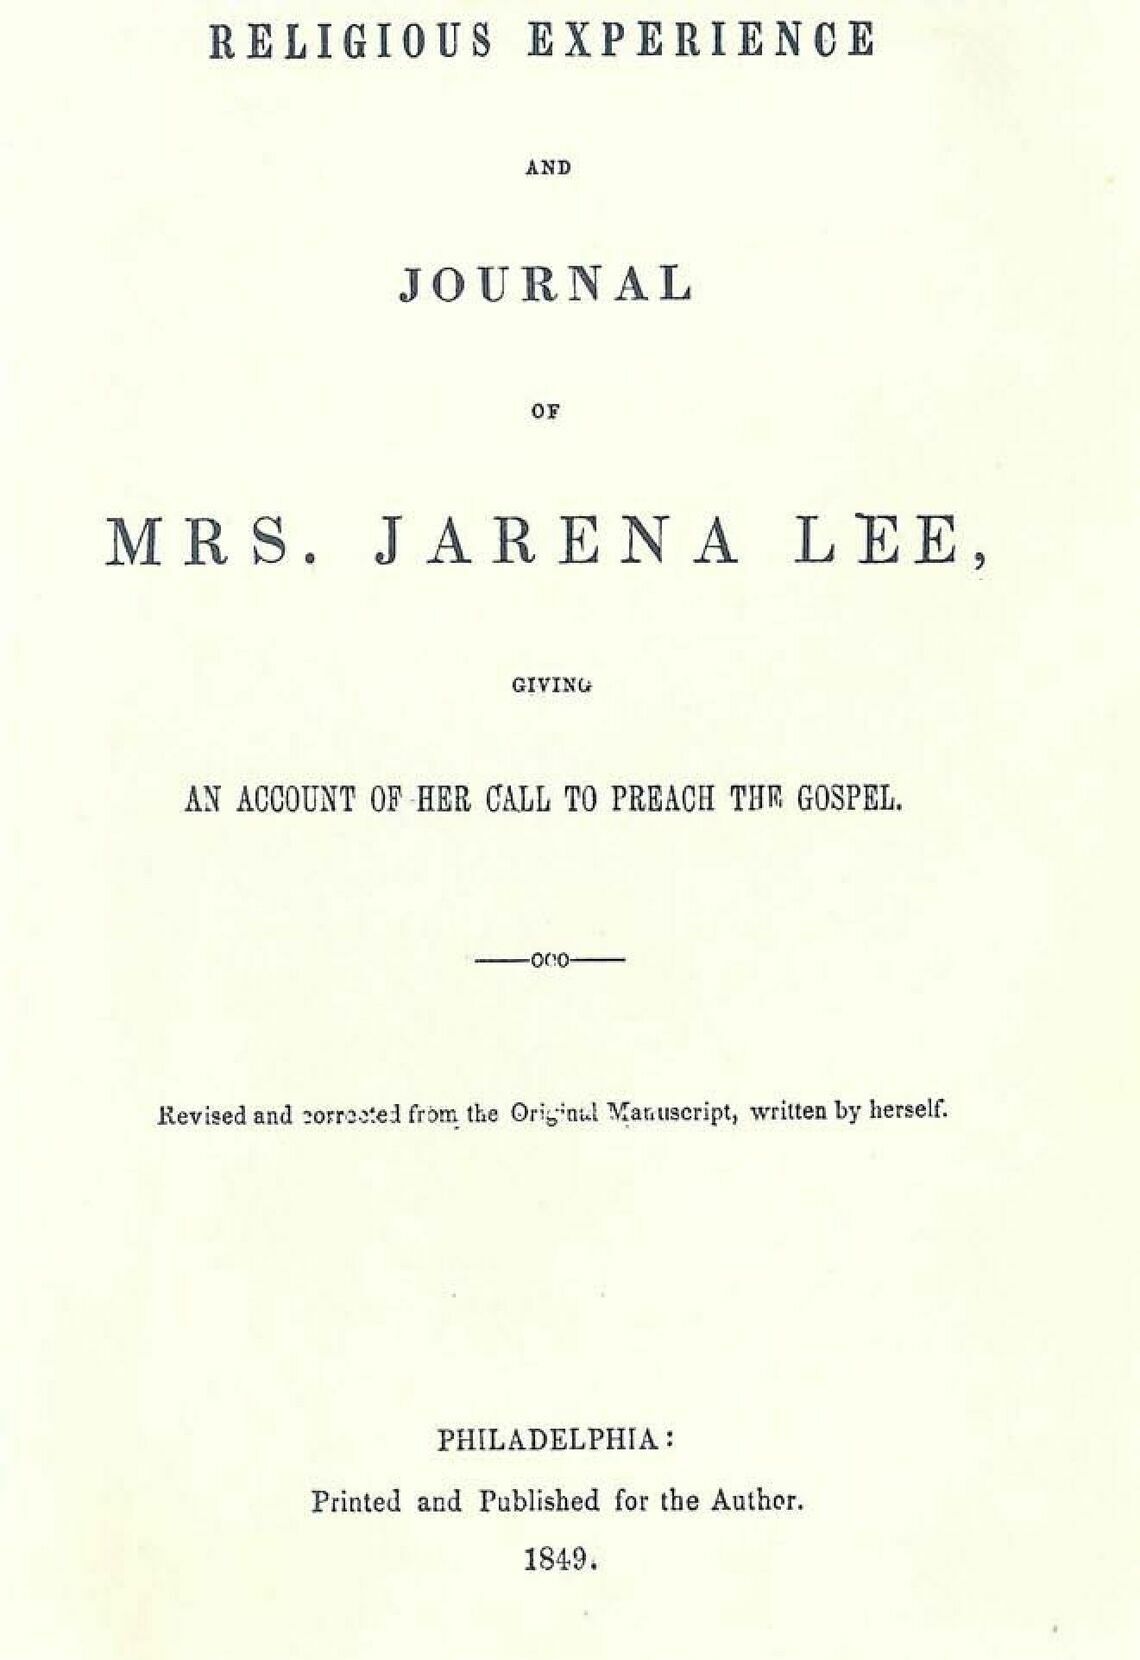 RELIGIOUS EXPERIENCE
AND
JOURNAL
OF
MRS. JARENA LEE,
GIVING
AN ACCOUNT OF HER CALL TO PREACH THE GOSPEL.
Revised and corrected from the Original Manuscript, written by herself.
PHILADELPHIA:
Printed and Published for the Author.
1849.